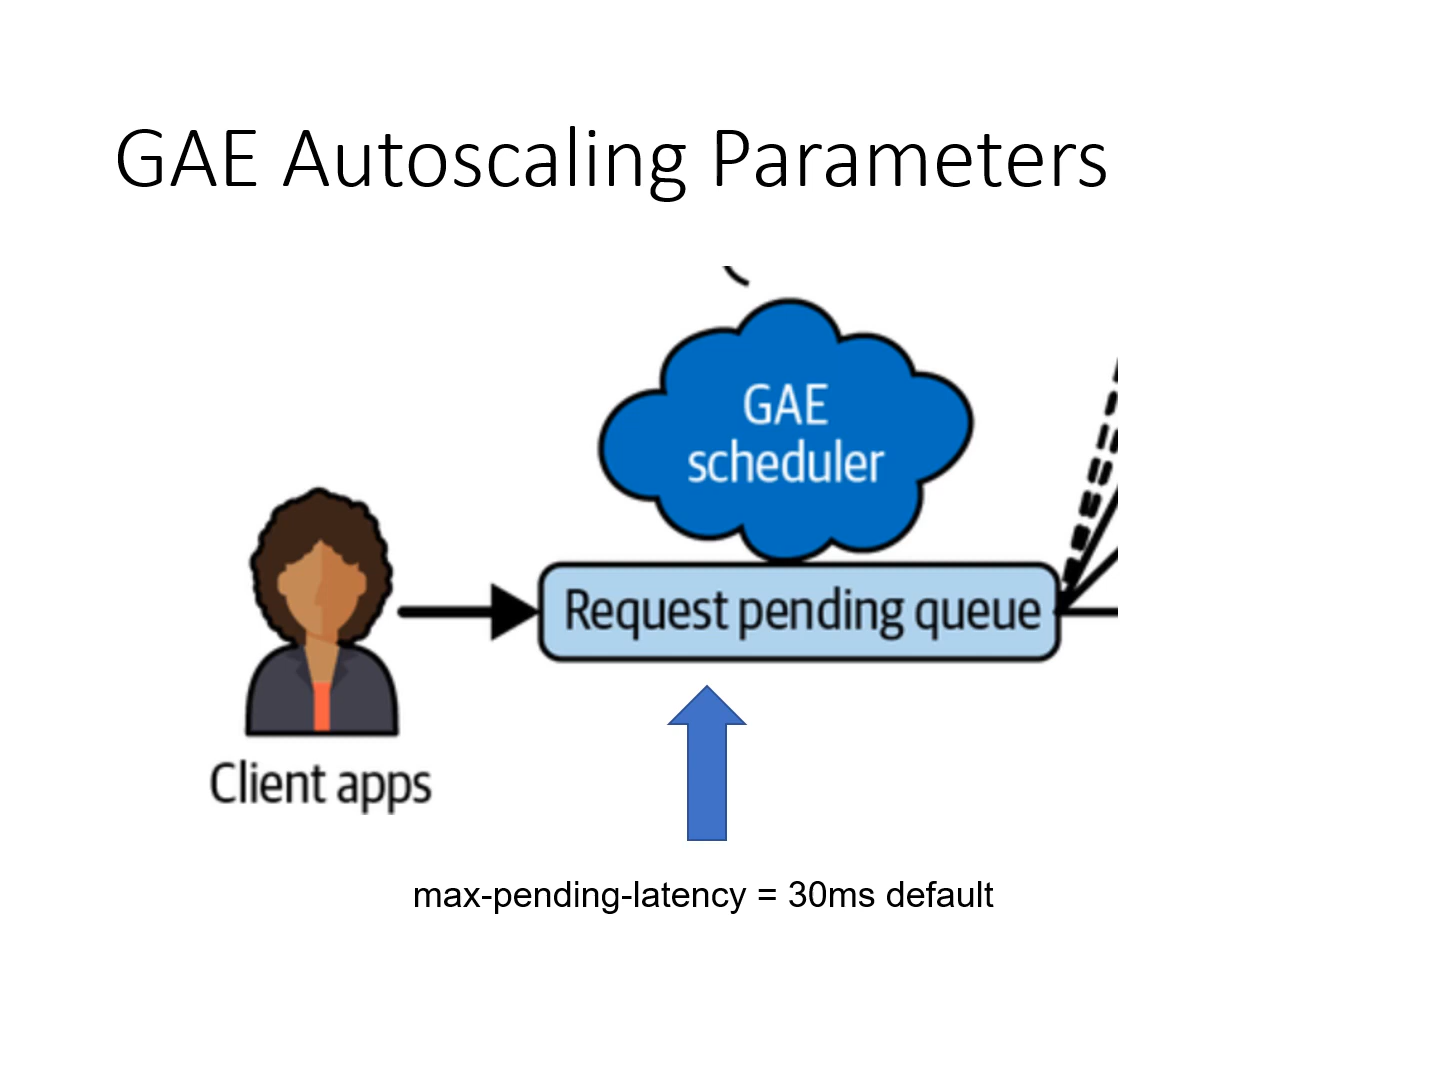 GAE Autoscaling Parameters
GAE
scheduler
Request pending queue
Client apps
max-pending-latency = 30ms default